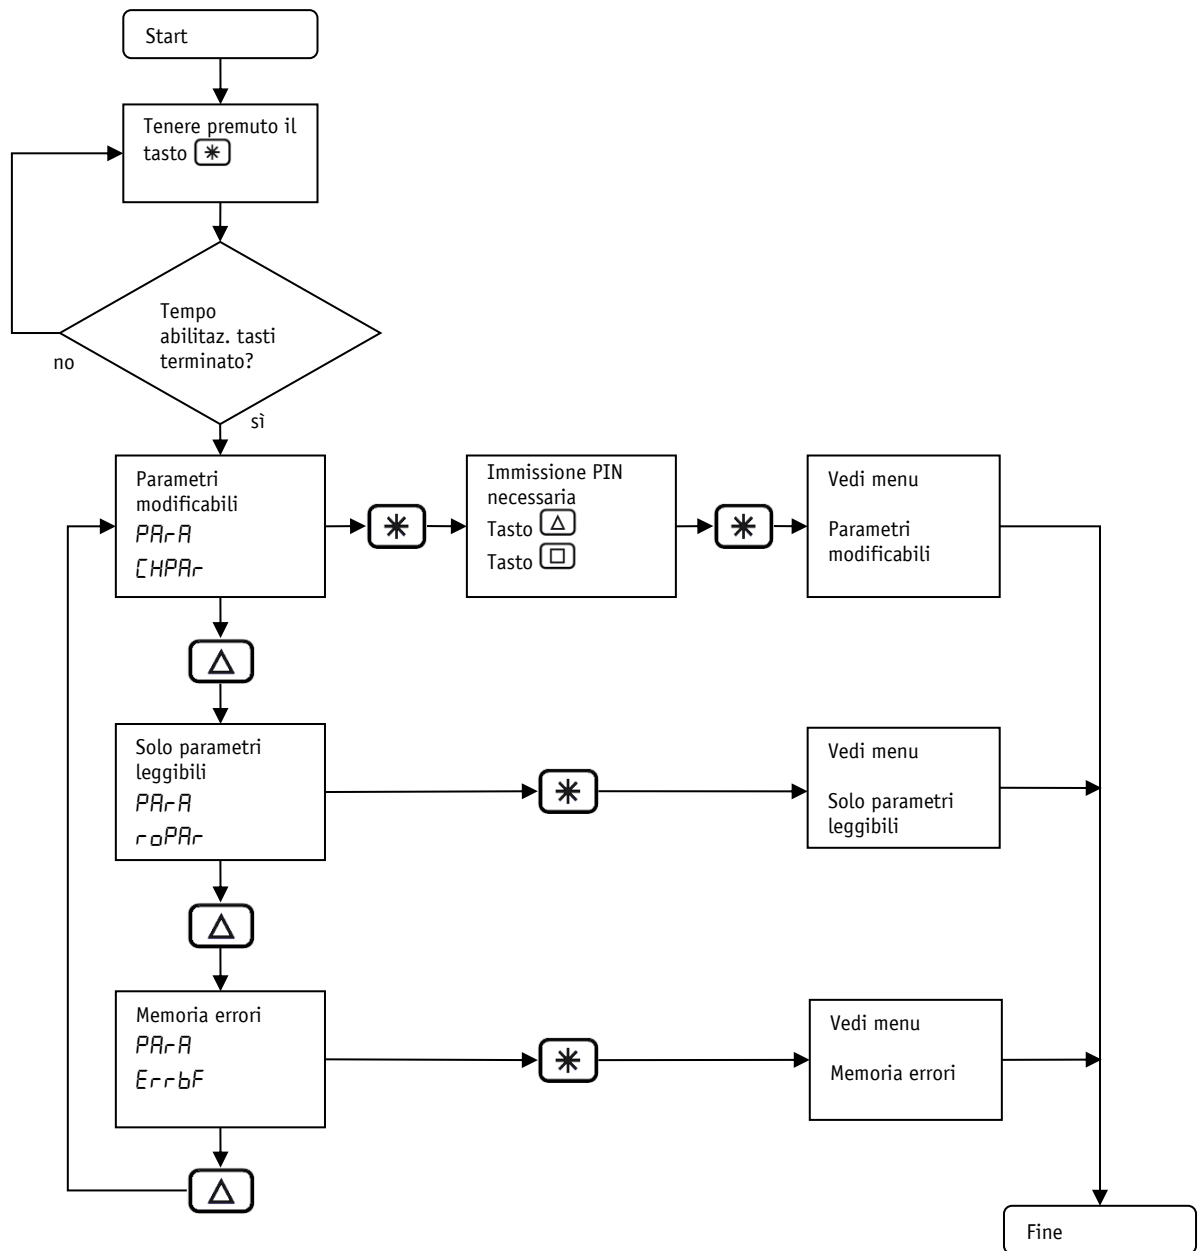 Start
Tenere premuto il
tasto
Tempo
abilitaz. tasti
terminato?
no
sì
Parametri
modificabili
PArA
CHPAr
Immissione PIN
necessaria
Tasto
Tasto
Vedi menu
Parametri
modificabili
Solo parametri
leggibili
PArA
roPAr
Vedi menu
Solo parametri
leggibili
Memoria errori
PArA
ErrbF
Vedi menu
Memoria errori
Fine